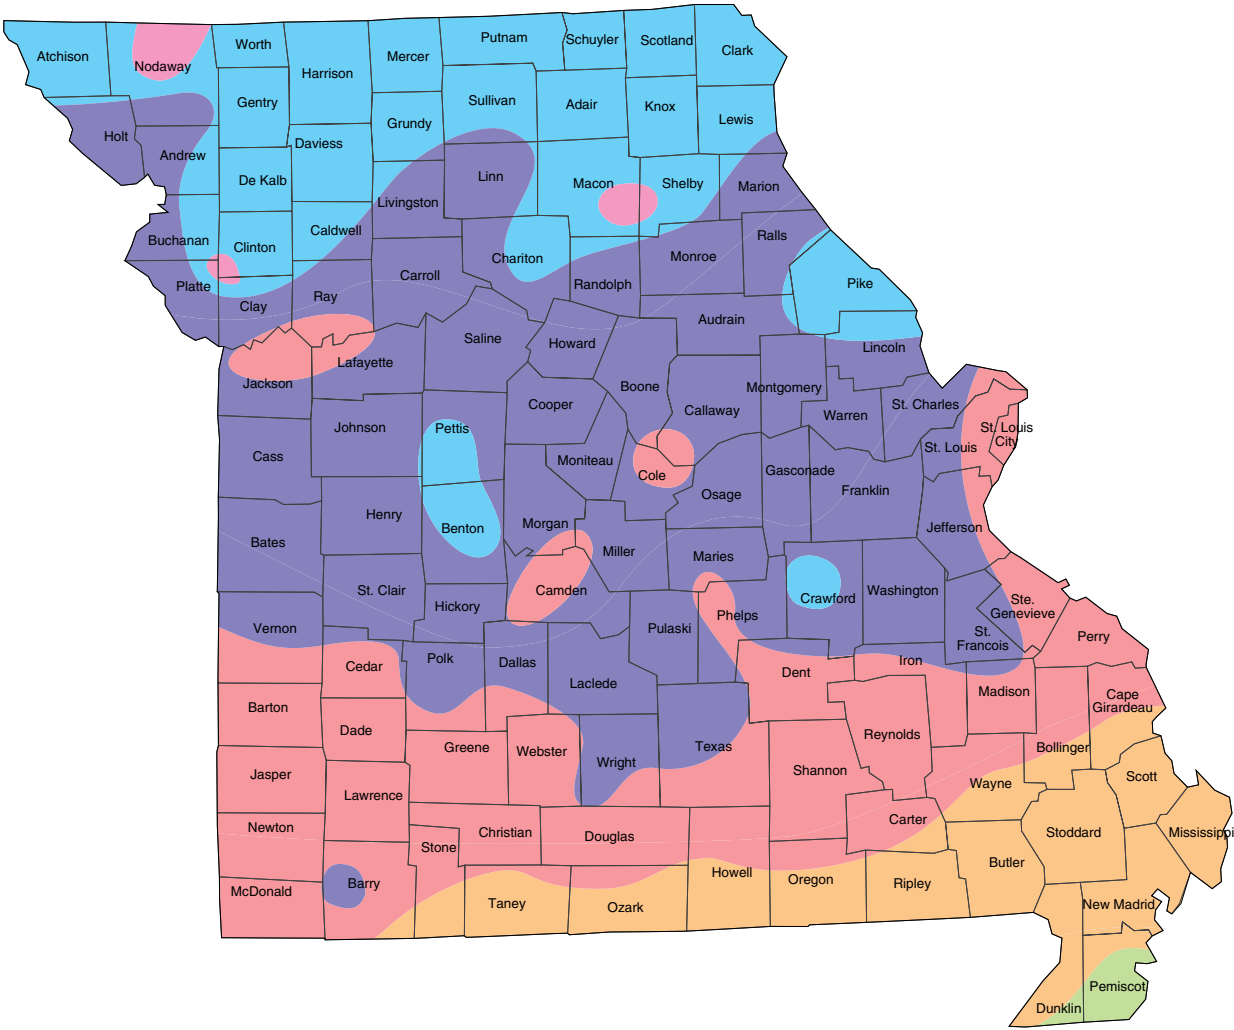 Atchison
Nodaway
Worth
Harrison
Mercer
Putnam
Schuyler
Scotland
Clark
Gentry
Sullivan
Adair
Knox
Lewis
Grundy
Holt
Andrew
Daviess
De Kalb
Linn
Macon
Shelby
Marion
Livingston
Buchanan
Clinton
Caldwell
Chariton
Monroe
Ralls
Platte
Clay
Ray
Carroll
Randolph
Pike
Audrain
Lincoln
Jackson
Lafayette
Saline
Howard
Boone
Callaway
Montgomery
Warren
St. Charles
St. Louis
St. Louis
City
Johnson
Pettis
Cooper
Cass
Moniteau
Cole
Osage
Gasconade
Franklin
Jefferson
Henry
Benton
Morgan
Miller
Maries
Bates
St. Clair
Hickory
Camden
Phelps
Crawford
Washington
Ste.
Genevieve
St.
Francois
Perry
Vernon
Cedar
Polk
Dallas
Laclede
Pulaski
Dent
Iron
Madison
Cape
Girardeau
Barton
Dade
Greene
Webster
Wright
Texas
Reynolds
Bollinger
Jasper
Lawrence
Shannon
Wayne
Scott
Newton
Christian
Douglas
Stone
Carter
Stoddard
Mississippi
McDonald
Barry
Taney
Ozark
Howell
Oregon
Ripley
Butler
New Madrid
Dunklin
Pemiscot